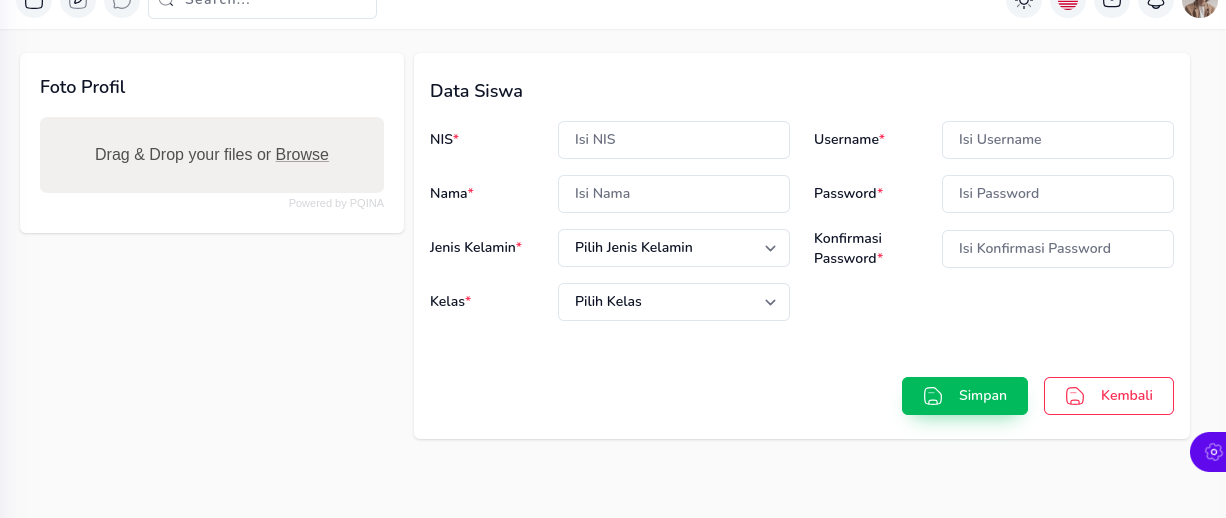 Search...
Foto Profil
Drag & Drop your files or Browse
Powered by PQINA
Data Siswa
NIS*
Isi NIS
Username*
Isi Username
Nama*
Isi Nama
Password*
Isi Password
Jenis Kelamin*
Pilih Jenis Kelamin
Konfirmasi
Password*
Isi Konfirmasi Password
Kelas*
Pilih Kelas
Simpan
Kembali